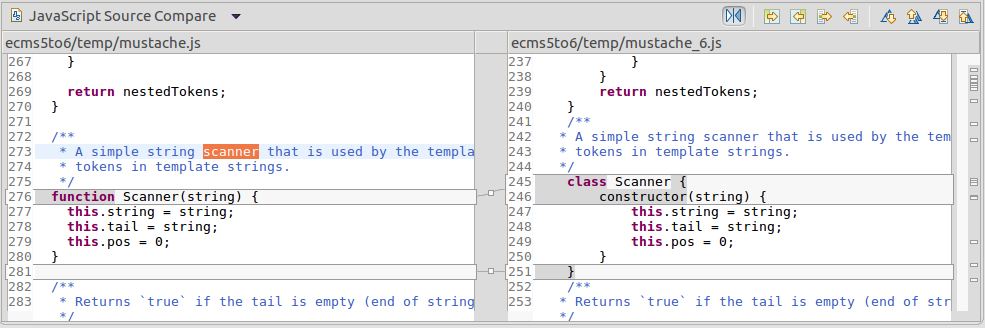 JavaScript Source Compare
ecms5to6/temp/mustache.js
267 }
268
269 return nestedTokens;
270 }
271
272 /**
273 * A simple string scanner that is used by the templa
274 * tokens in template strings.
275 */
276 function Scanner(string) {
277 this.string = string;
278 this.tail = string;
279 this.pos = 0;
280 }
281
282 /**
283 * Returns `true` if the tail is empty (end of string
*/
ecms5to6/temp/mustache_6.js
237 }
238 }
239 return nestedTokens;
240 }
241 /**
242 * A simple string scanner that is used by the tem
243 * tokens in template strings.
244 */
245 class Scanner {
246 constructor(string) {
247 this.string = string;
248 this.tail = string;
249 this.pos = 0;
250 }
251 }
252 /**
253 * Returns `true` if the tail is empty (end of str
*/